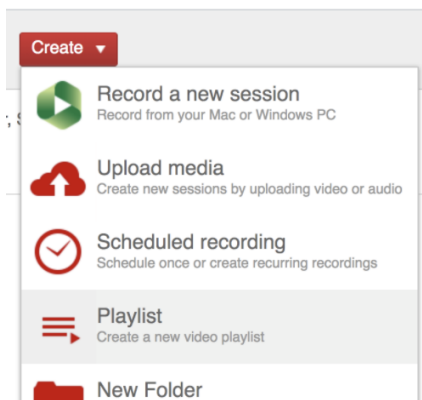 Create
Record a new session
Record from your Mac or Windows PC
Upload media
Create new sessions by uploading video or audio
Scheduled recording
Schedule once or create recurring recordings
Playlist
Create a new video playlist
New Folder